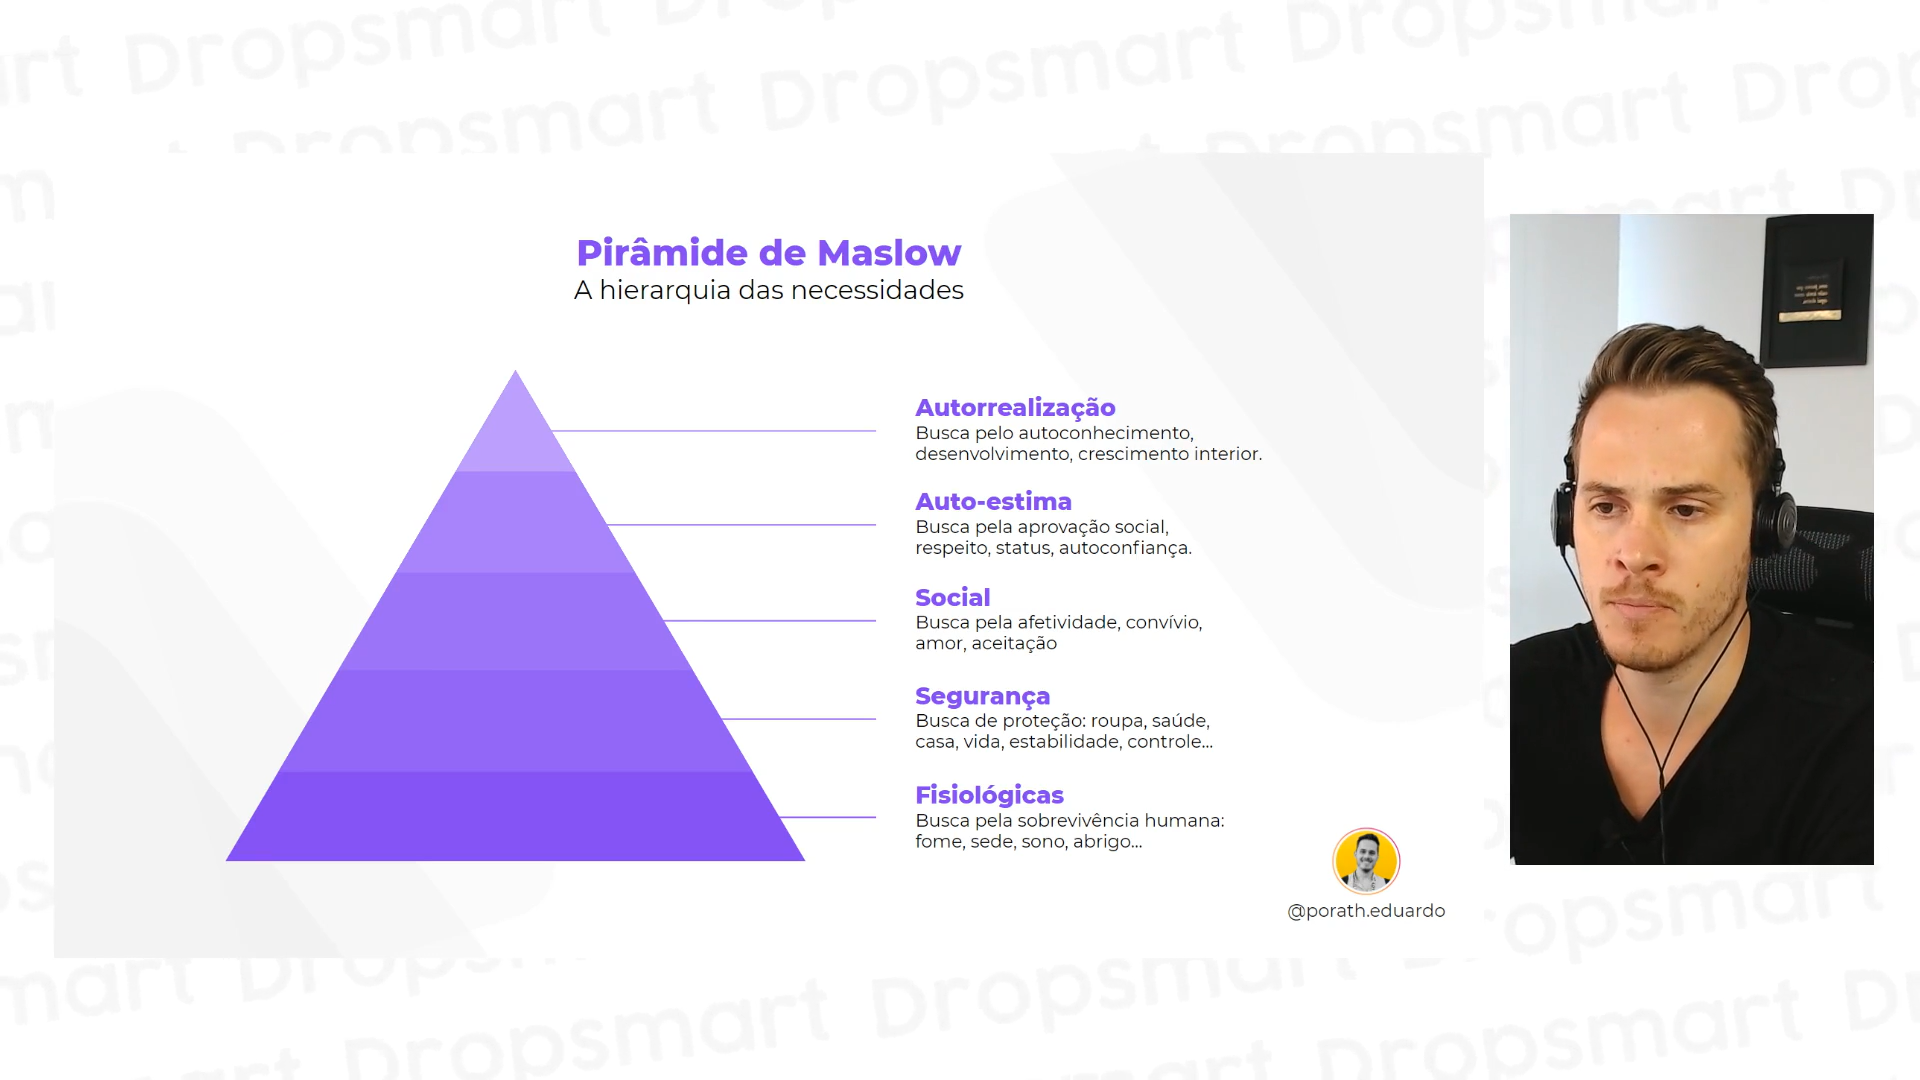 Dropsmart
Pirâmide de Maslow
A hierarquia das necessidades
Autorrealização
Busca pelo autoconhecimento,
desenvolvimento, crescimento interior.
Auto-estima
Busca pela aprovação social,
respeito, status, autoconfiança.
Social
Busca pela afetividade, convívio,
amor, aceitação
Segurança
Busca de proteção: roupa, saúde,
casa, vida, estabilidade, controle...
Fisiológicas
Busca pela sobrevivência humana:
fome, sede, sono, abrigo...
@porath.eduardo